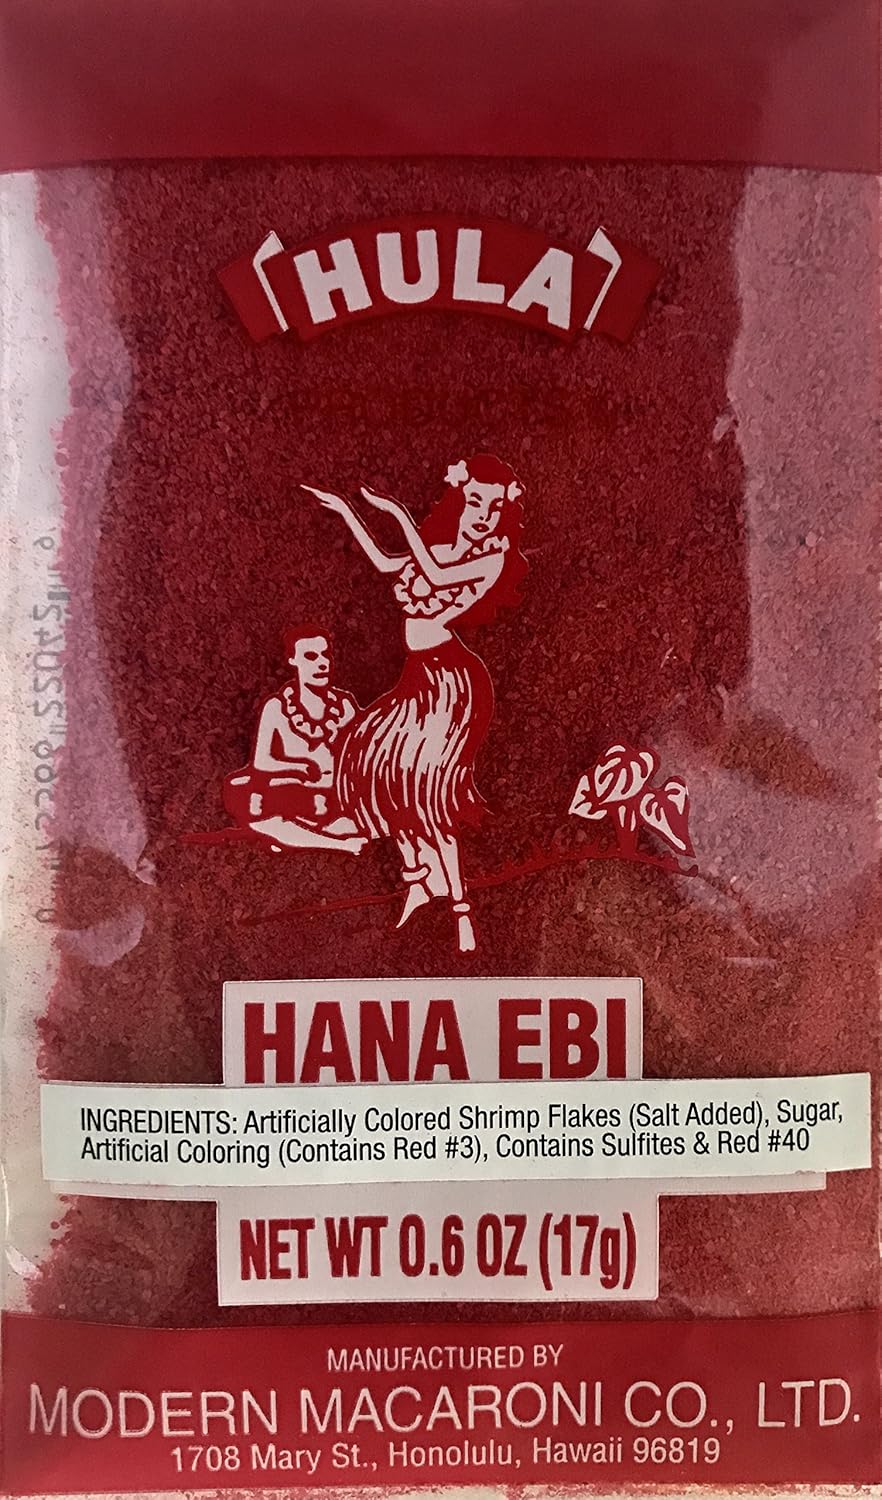 HULA
PRODUCTS
HANA EBI
INGREDIENTS: Artificially Colored Shrimp Flakes (Salt Added), Sugar,
Artificial Coloring (Contains Red #3), Contains Sulfites & Red #40
NET WT 0.6 OZ (17g)
MANUFACTURED BY
MODERN MACARONI CO., LTD.
1708 Mary St., Honolulu, Hawaii 96819